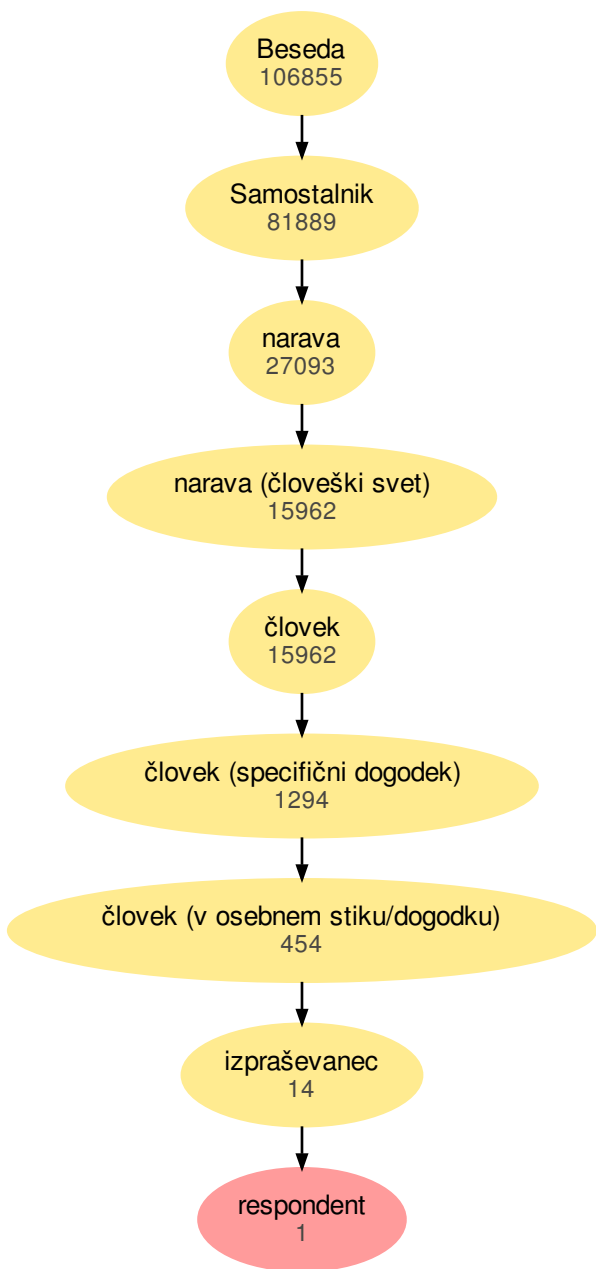 Beseda
106855
Samostalnik
81889
narava
27093
narava (človeški svet)
15962
človek
15962
človek (specifični dogodek)
1294
človek (v osebnem stiku/dogodku)
454
izpraševanec
14
respondent
1